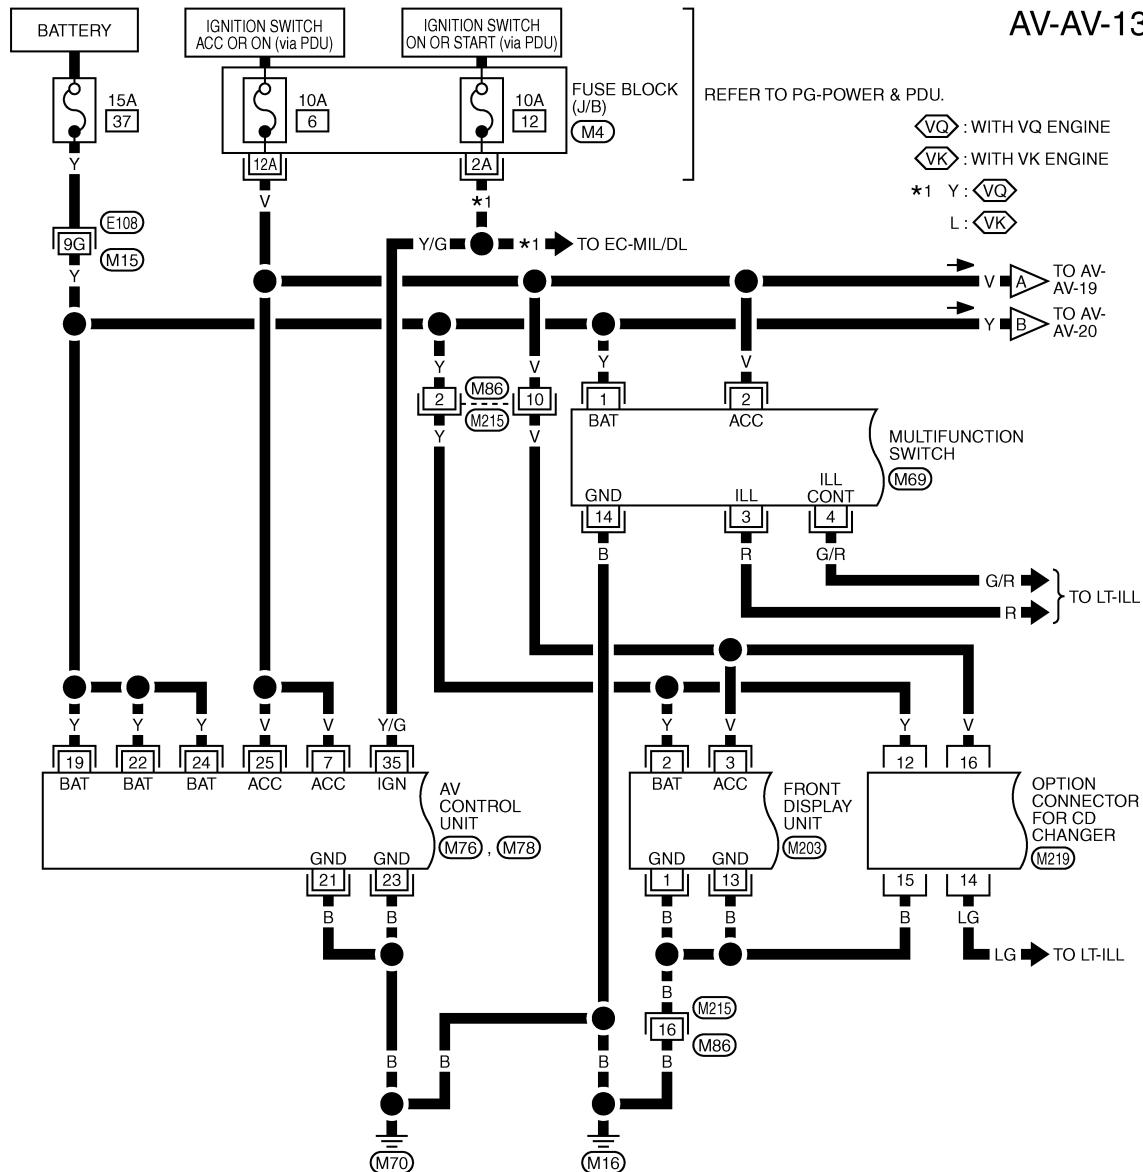 AV-AV-13
BATTERY
IGNITION SWITCH
ACC OR ON (via PDU)
IGNITION SWITCH
ON OR START (via PDU)
15A
37
10A
6
10A
12
FUSE BLOCK
(J/B)
M4
REFER TO PG-POWER & PDU.
VQ : WITH VQ ENGINE
VK : WITH VK ENGINE
*1 Y : VQ
L : VK
12A
2A
Y
V
*1
E108
9G
M15
Y
Y/G
*1
TO EC-MIL/DL
V
A
TO AV-
AV-19
Y
B
TO AV-
AV-20
Y
V
Y
V
2
M86
M215
10
1
2
BAT
ACC
Y
V
MULTIFUNCTION
SWITCH
M69
GND
ILL
ILL
CONT
14
3
4
B
R
G/R
G/R
R
TO LT-ILL
Y
Y
Y
V
V
Y/G
Y
V
Y
V
19
22
24
25
7
35
2
3
12
16
BAT
BAT
BAT
ACC
ACC
IGN
BAT
ACC
AV
CONTROL
UNIT
M76 , M78
FRONT
DISPLAY
UNIT
M203
OPTION
CONNECTOR
FOR CD
CHANGER
M219
GND
GND
GND
GND
21
23
1
13
15
14
B
B
B
B
B
LG
LG
TO LT-ILL
B
M215
16
M86
B
B
B
B
M70
M16